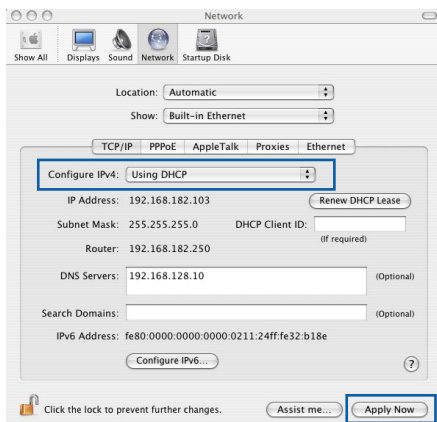 Network
Show All Displays Sound Network Startup Disk
Location: Automatic
Show: Built-in Ethernet
TCP/IP PPPoE AppleTalk Proxies Ethernet
Configure IPv4: Using DHCP
IP Address: 192.168.182.103 Renew DHCP Lease
Subnet Mask: 255.255.255.0 DHCP Client ID:
(If required)
Router: 192.168.182.250
DNS Servers: 192.168.128.10 (Optional)
Search Domains: (Optional)
IPv6 Address: fe80:0000:0000:0000:0211:24ff:fe32:b18e
Configure IPv6... ?
Click the lock to prevent further changes. Assist me... Apply Now